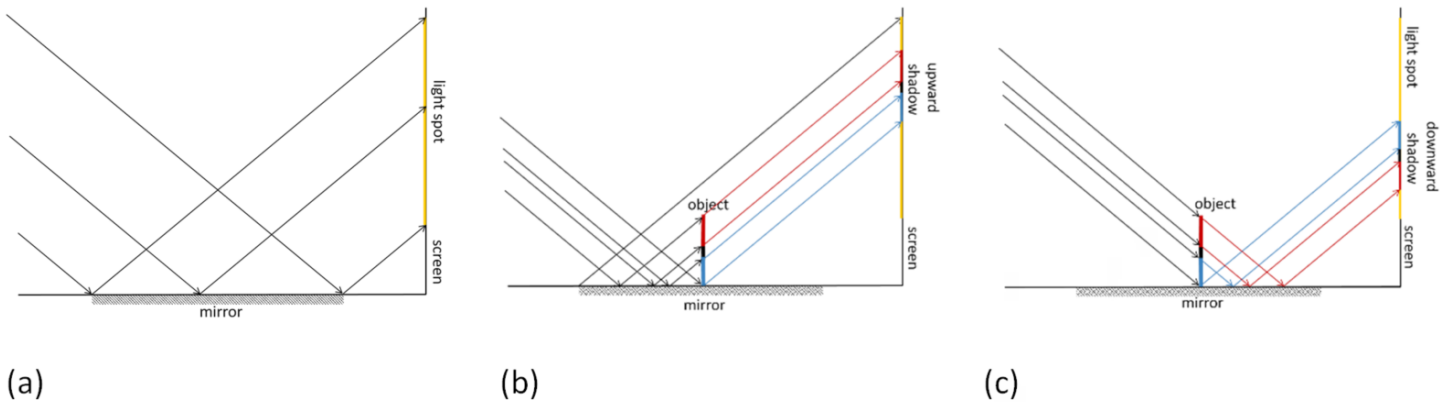 light spot
screen
mirror
(a)
upward
shadow
object
screen
mirror
(b)
light spot
downward
shadow
object
screen
mirror
(c)